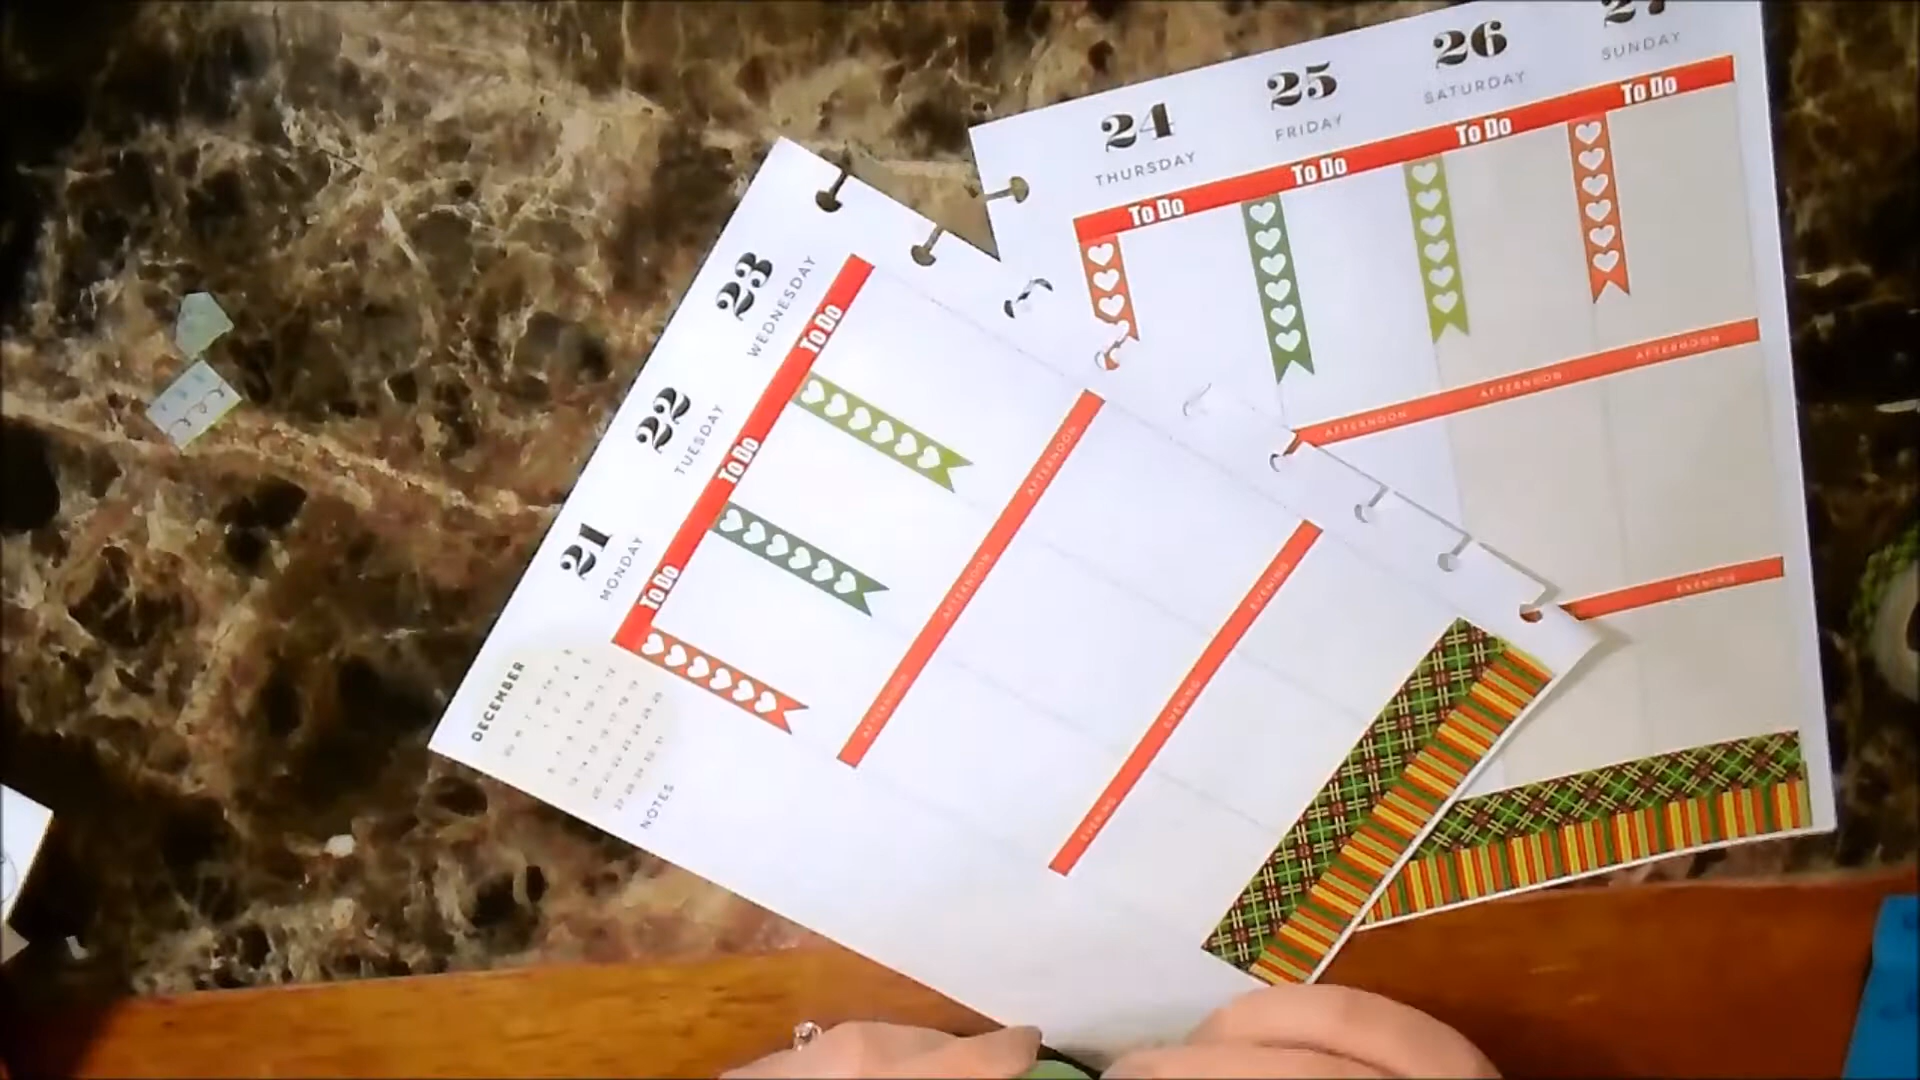 24
THURSDAY
25
FRIDAY
26
SATURDAY
27
SUNDAY
To Do
To Do
To Do
To Do
AFTERNOON
AFTERNOON
AFTERNOON
EVENING
23
WEDNESDAY
22
TUESDAY
21
MONDAY
To Do
To Do
To Do
AFTERNOON
AFTERNOON
AFTERNOON
EVENING
EVENING
EVENING
DECEMBER
NOTES